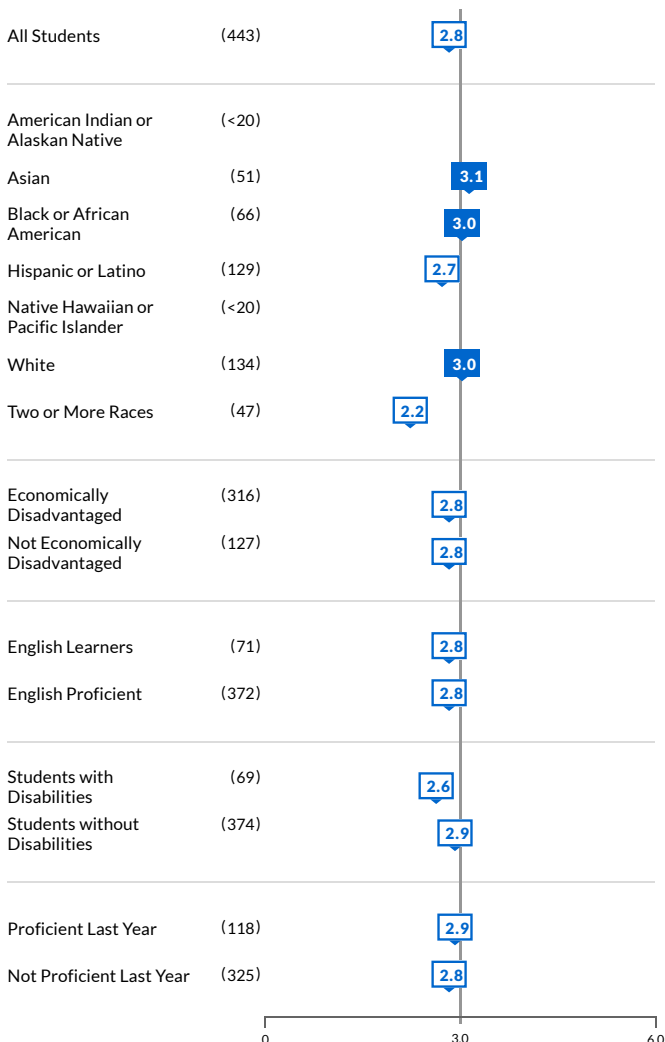 All Students (443) 2.8
American Indian or (<20)
Alaskan Native
Asian (51) 3.1
Black or African (66) 3.0
American
Hispanic or Latino (129) 2.7
Native Hawaiian or (<20)
Pacific Islander
White (134) 3.0
Two or More Races (47) 2.2
Economically (316) 2.8
Disadvantaged
Not Economically (127) 2.8
Disadvantaged
English Learners (71) 2.8
English Proficient (372) 2.8
Students with (69) 2.6
Disabilities
Students without (374) 2.9
Disabilities
Proficient Last Year (118) 2.9
Not Proficient Last Year (325) 2.8
0 3.0 6.0